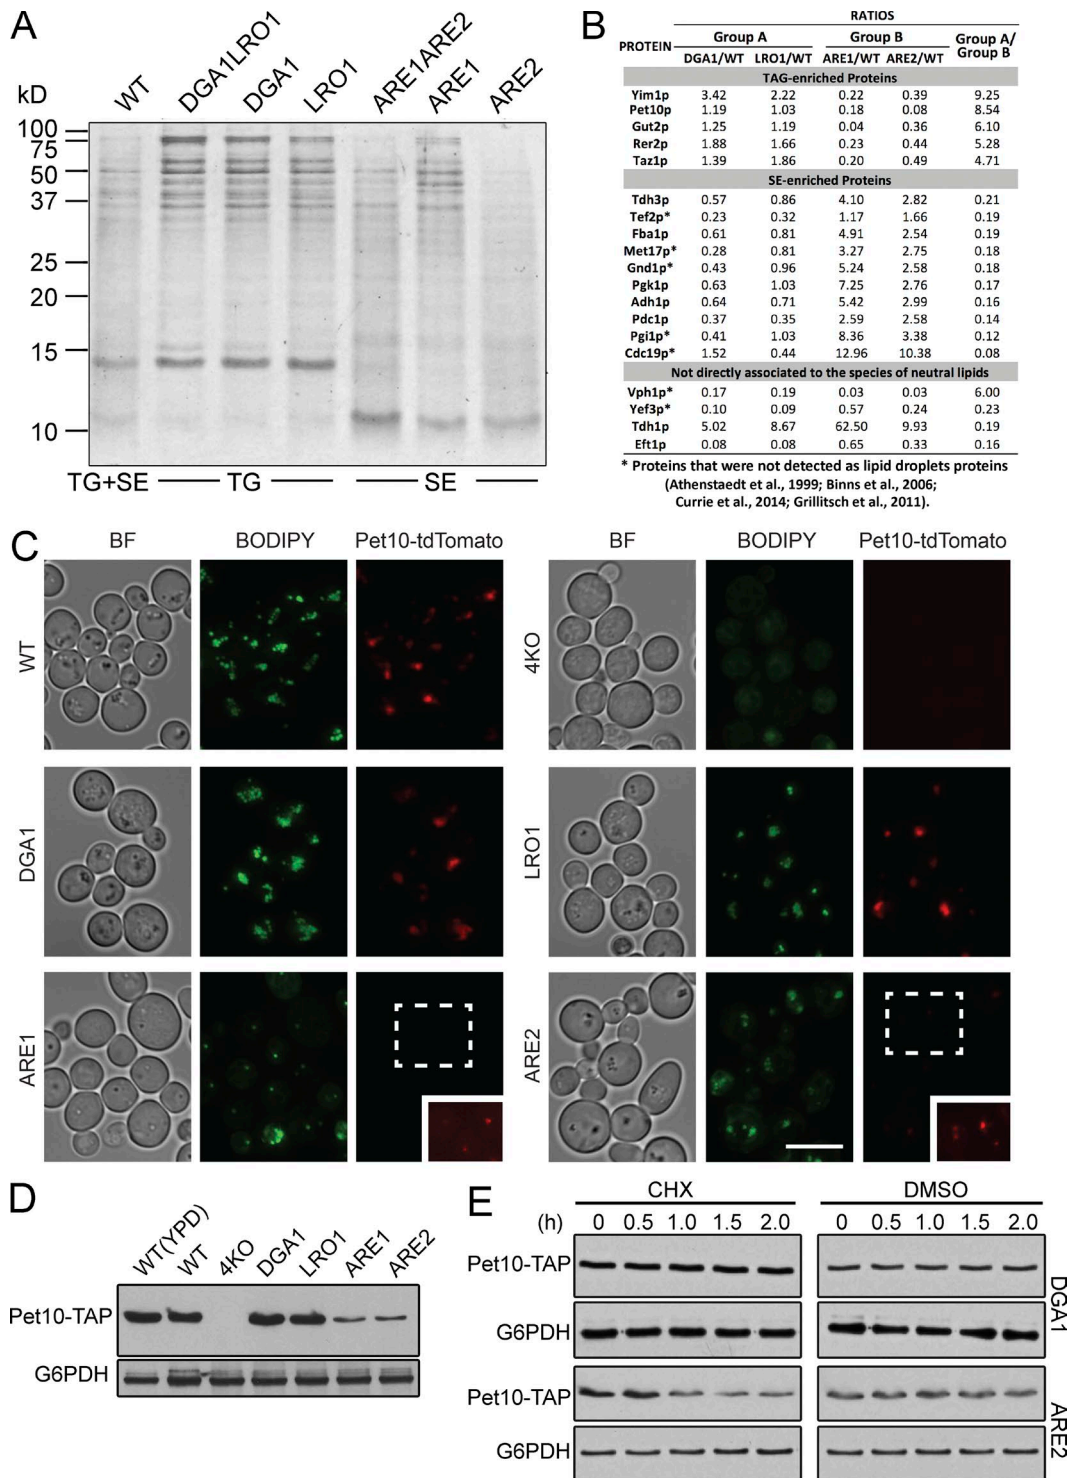 A
WT
DGA1LRO1
DGA1
LRO1
ARE1ARE2
ARE1
ARE2
kD
100
75
50
37
25
20
15
10
TG+SE
TG
SE
B
RATIOS
PROTEIN Group A Group B Group A/ Group B
DGA1/WT LRO1/WT ARE1/WT ARE2/WT
TAG-enriched Proteins
Yim1p 3.42 2.22 0.22 0.39 9.25
Pet10p 1.19 1.03 0.18 0.08 8.54
Gut2p 1.25 1.19 0.04 0.36 6.10
Rer2p 1.88 1.66 0.23 0.44 5.28
Taz1p 1.39 1.86 0.20 0.49 4.71
SE-enriched Proteins
Tdh3p 0.57 0.86 4.10 2.82 0.21
Tef2p* 0.23 0.32 1.17 1.66 0.19
Fba1p 0.61 0.81 4.91 2.54 0.19
Met17p* 0.28 0.81 3.27 2.75 0.18
Gnd1p* 0.43 0.96 5.24 2.58 0.18
Pgk1p 0.63 1.03 7.25 2.76 0.17
Adh1p 0.64 0.71 5.42 2.99 0.16
Pdc1p 0.37 0.35 2.59 2.58 0.14
Pgi1p* 0.41 1.03 8.36 3.38 0.12
Cdc19p* 1.52 0.44 12.96 10.38 0.08
Not directly associated to the species of neutral lipids
Vph1p* 0.17 0.19 0.03 0.03 6.00
Yef3p* 0.10 0.09 0.57 0.24 0.23
Tdh1p 5.02 8.67 62.50 9.93 0.19
Eft1p 0.08 0.08 0.65 0.33 0.16
* Proteins that were not detected as lipid droplets proteins
(Athenstaedt et al., 1999; Binns et al., 2006;
Currie et al., 2014; Grillitsch et al., 2011).
C
BF BODIPY Pet10-tdTomato BF BODIPY Pet10-tdTomato
WT
4KO
DGA1
LRO1
ARE1
ARE2
D
WT(YPD)
WT
4KO
DGA1
LRO1
ARE1
ARE2
Pet10-TAP
G6PDH
E
CHX DMSO
(h) 0 0.5 1.0 1.5 2.0 0 0.5 1.0 1.5 2.0
Pet10-TAP
G6PDH
DGA1
Pet10-TAP
G6PDH
ARE2